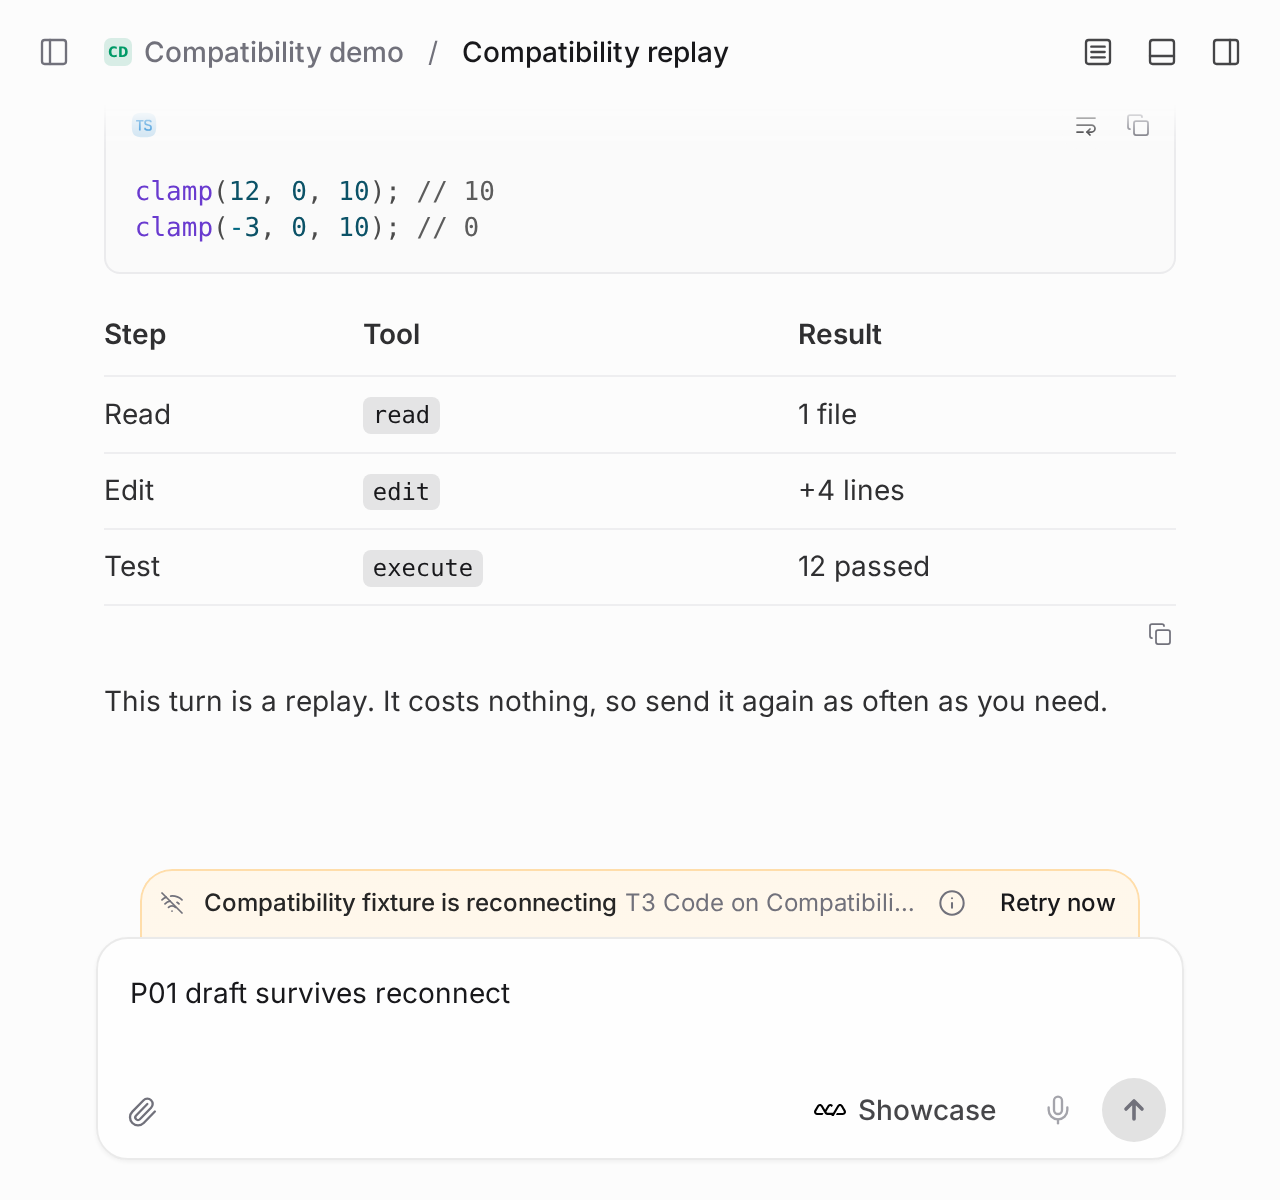 CD Compatibility demo / Compatibility replay
TS
clamp(12, 0, 10); // 10
clamp(-3, 0, 10); // 0
Step Tool Result
Read read 1 file
Edit edit +4 lines
Test execute 12 passed
This turn is a replay. It costs nothing, so send it again as often as you need.
Compatibility fixture is reconnecting T3 Code on Compatibili... Retry now
P01 draft survives reconnect
Showcase